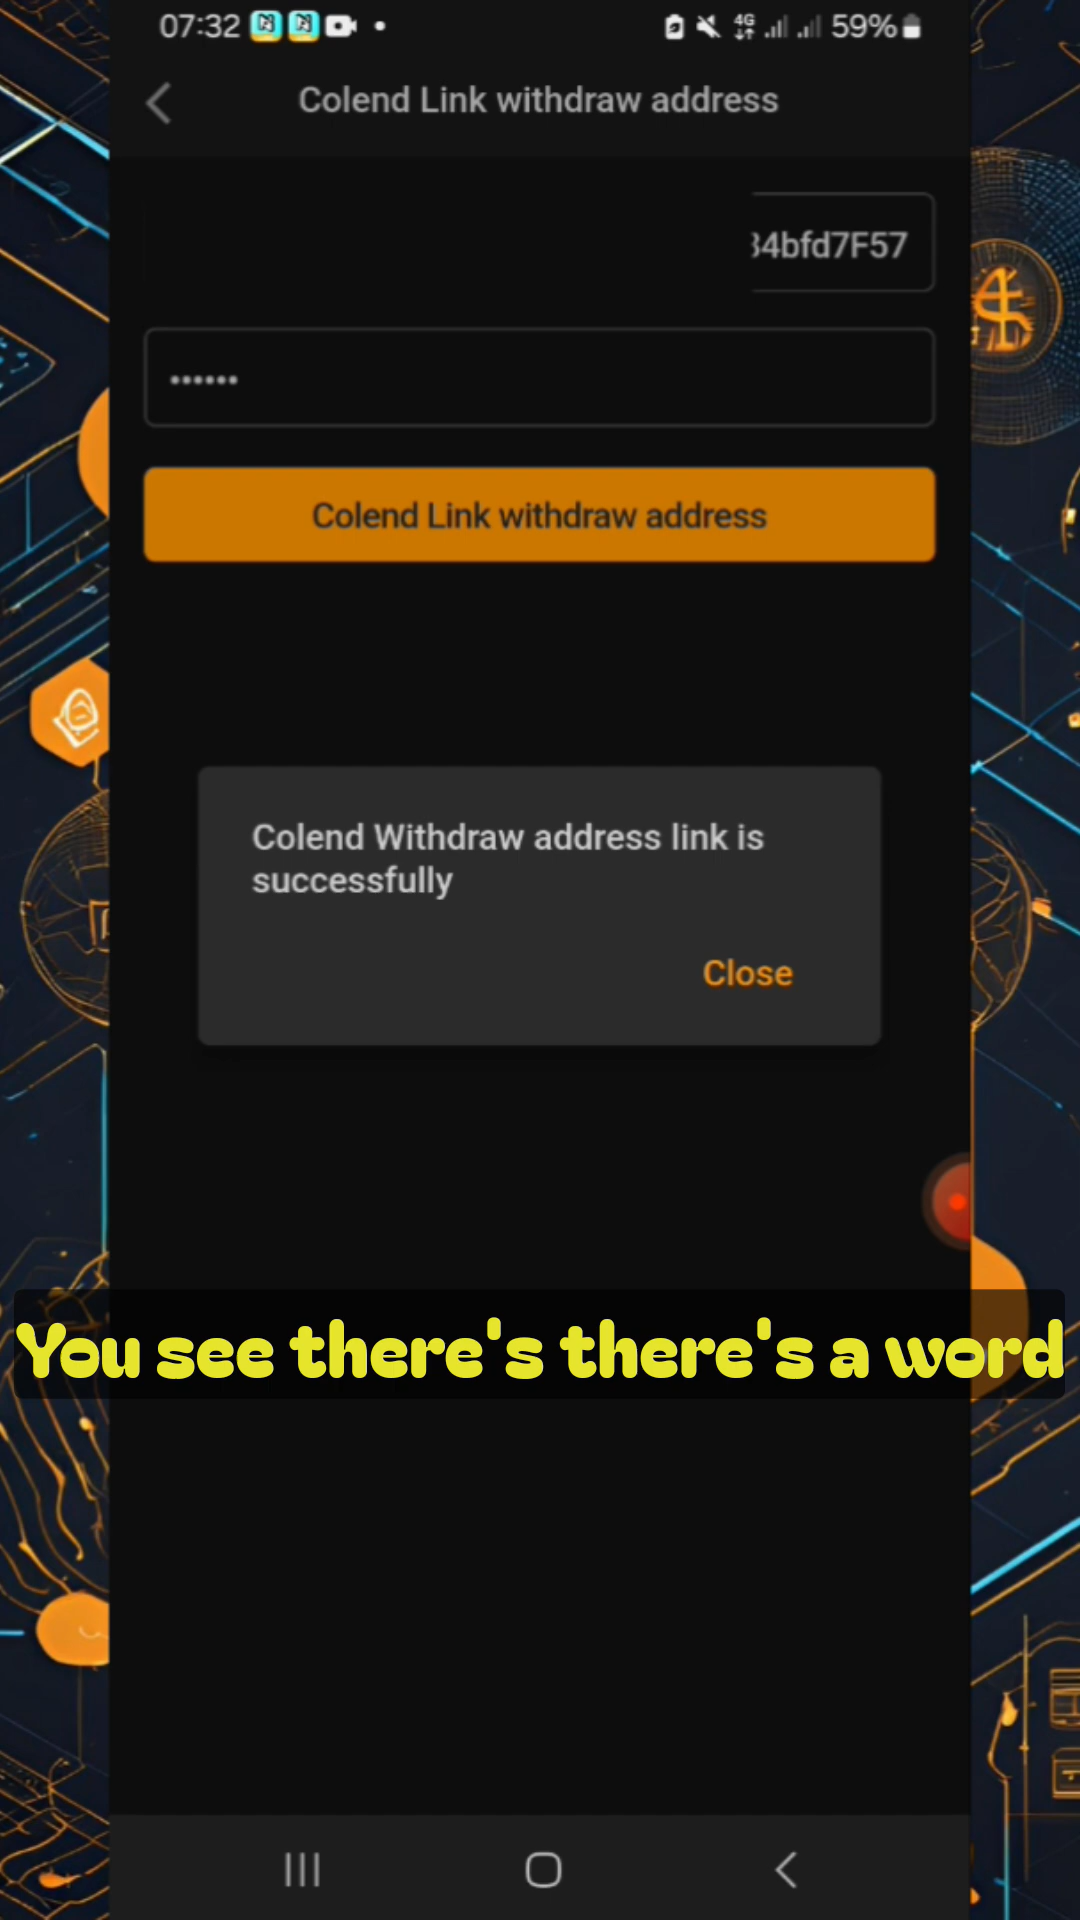 07:32 4G 59%
Colend Link withdraw address
34bfd7F57
••••••
Colend Link withdraw address
Colend Withdraw address link is
successfully
Close
You see there's there's a word